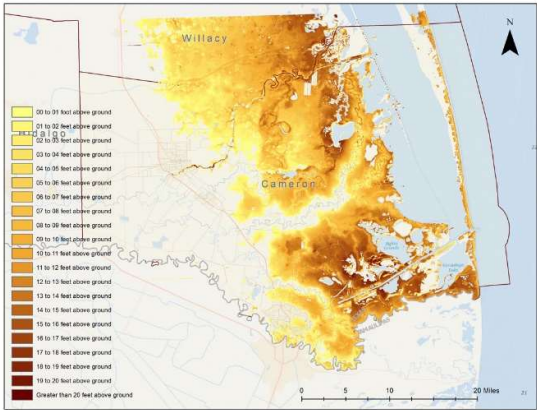 Willacy
N
00 to 01 foot above ground
01 to 02 feet above ground
Hidalgo
02 to 03 feet above ground
03 to 04 feet above ground
04 to 05 feet above ground
05 to 06 feet above ground
06 to 07 feet above ground
07 to 08 feet above ground
08 to 09 feet above ground
09 to 10 feet above ground
10 to 11 feet above ground
11 to 12 feet above ground
12 to 13 feet above ground
13 to 14 feet above ground
14 to 15 feet above ground
15 to 16 feet above ground
16 to 17 feet above ground
17 to 18 feet above ground
18 to 19 feet above ground
19 to 20 feet above ground
Greater than 20 feet above ground
Cameron
0 5 10 20 Miles